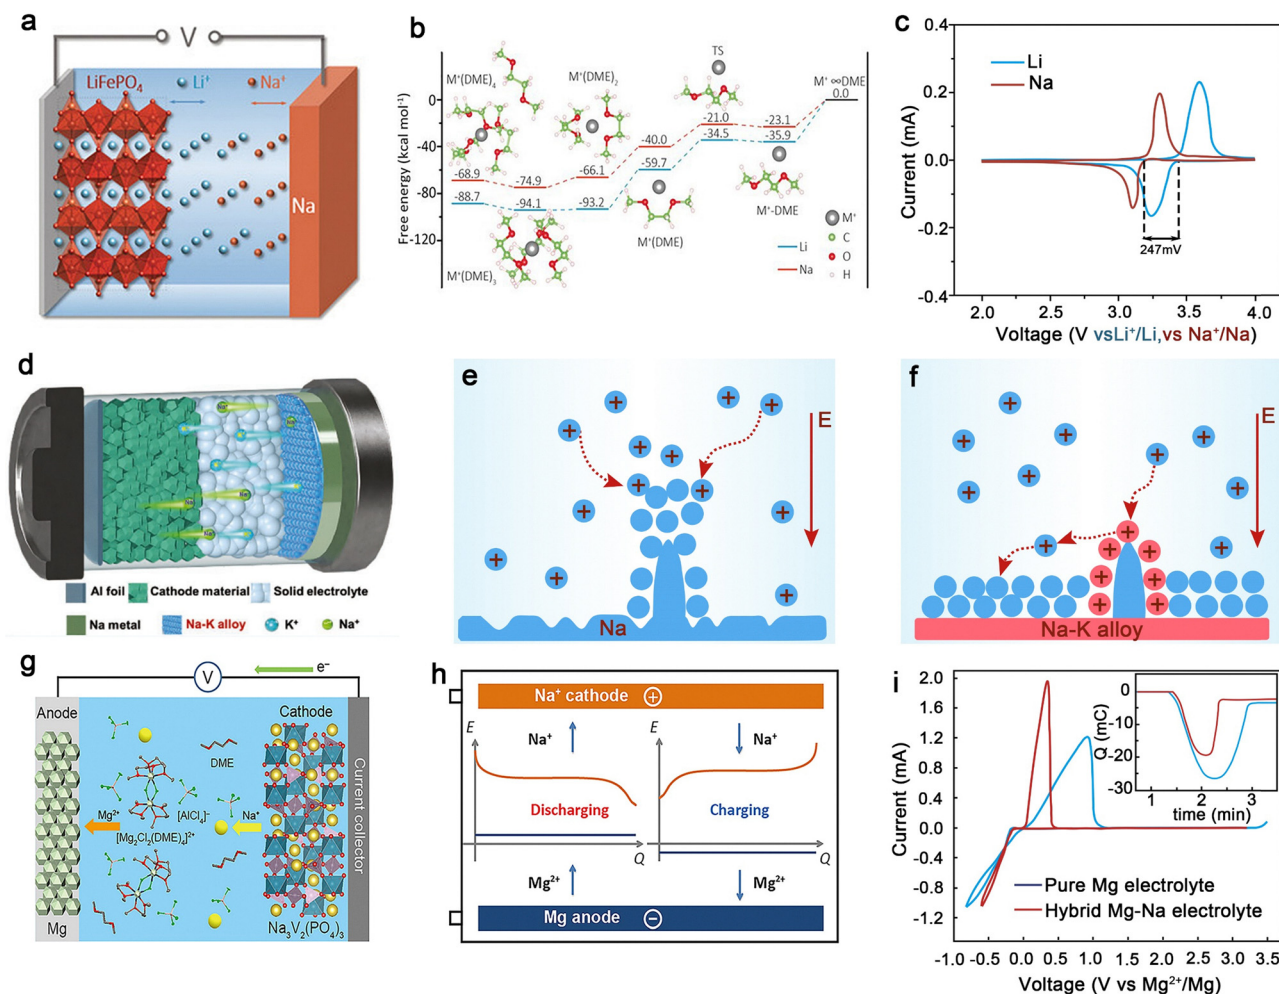 a
V
LiFePO₄
Li⁺
Na⁺
Na
b
Free energy (kcal mol⁻¹)
0
-40
-60
-80
-120
M⁺(DME)₄
M⁺(DME)₂
TS
M⁺ ∞DME
0.0
-21.0
-23.1
-40.0
-34.5
-35.9
-68.9
-74.9
-66.1
-59.7
-88.7
-94.1
-93.2
M⁺-DME
M⁺(DME)
M⁺(DME)₃
M⁺
C
O
H
Li
Na
c
Current (mA)
0.4
0.2
0.0
-0.2
-0.4
Li
Na
247mV
2.0 2.5 3.0 3.5 4.0
Voltage (V vsLi⁺/Li,vs Na⁺/Na)
d
Al foil Cathode material Solid electrolyte
Na metal Na-K alloy K⁺ Na⁺
e
E
Na
f
E
Na-K alloy
g
V
e⁻
Anode
Cathode
DME
Mg²⁺
[AlCl₄]⁻
Na⁺
[Mg₂Cl₂(DME)₄]²⁺
Current collector
Mg
Na₃V₂(PO₄)₃
h
Na⁺ cathode +
E
Na⁺
E
Na⁺
Discharging
Charging
Q
Q
Mg²⁺
Mg²⁺
Mg anode −
i
Current (mA)
2.0
1.6
1.2
0.8
0.4
0.0
-0.4
-0.8
-1.2
Q (mC)
0
-10
-20
-30
1 2 3
time (min)
Pure Mg electrolyte
Hybrid Mg-Na electrolyte
-1.0 -0.5 0.0 0.5 1.0 1.5 2.0 2.5 3.0 3.5
Voltage (V vs Mg²⁺/Mg)